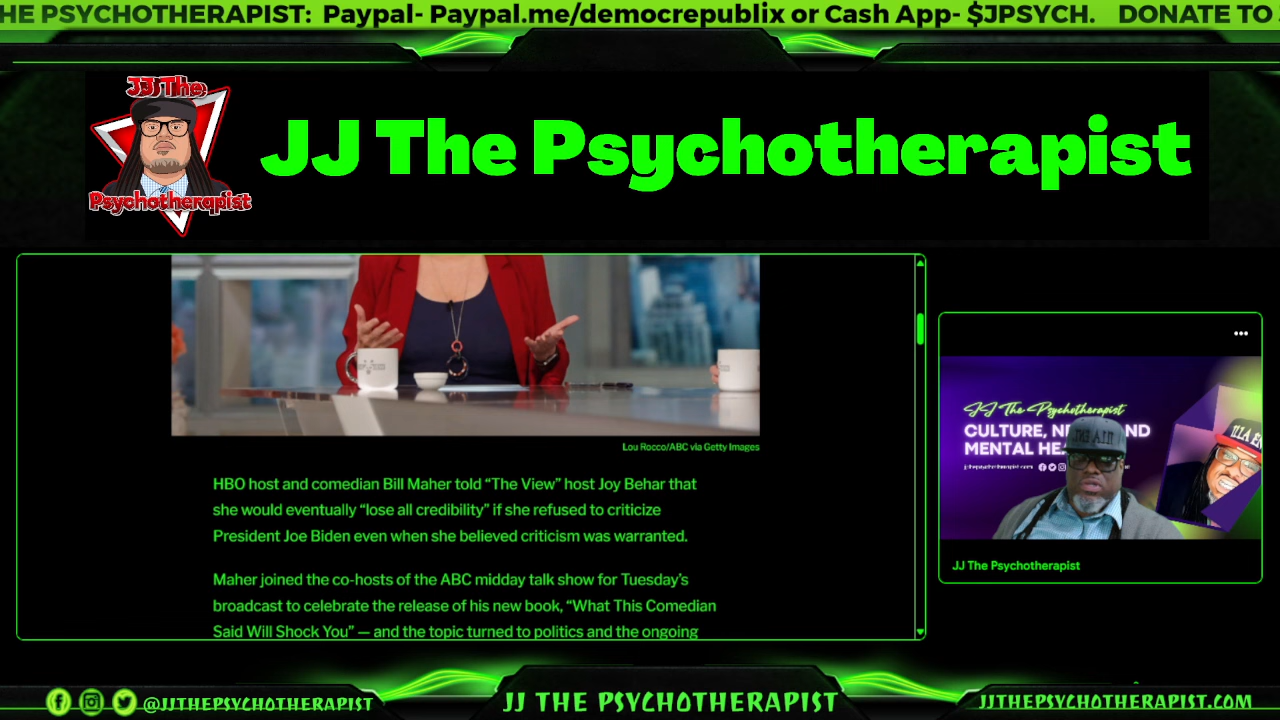 HE PSYCHOTHERAPIST: Paypal- Paypal.me/democrepublix or Cash App- $JPSYCH. DONATE TO
JJ The
Psychotherapist
JJ The Psychotherapist
Lou Rocco/ABC via Getty Images
HBO host and comedian Bill Maher told “The View” host Joy Behar that
she would eventually “lose all credibility” if she refused to criticize
President Joe Biden even when she believed criticism was warranted.
Maher joined the co-hosts of the ABC midday talk show for Tuesday’s
broadcast to celebrate the release of his new book, “What This Comedian
Said Will Shock You” — and the topic turned to politics and the ongoing
JJ The Psychotherapist
CULTURE, ND
MENTAL HE
JJ The Psychotherapist
@JJTHEPSYCHOTHERAPIST
JJ THE PSYCHOTHERAPIST
JJTHEPSYCHOTHERAPIST.COM